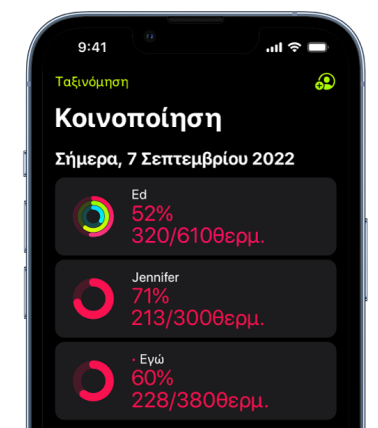 9:41
Ταξινόμηση
Κοινοποίηση
Σήμερα, 7 Σεπτεμβρίου 2022
Ed
52%
320/610θερμ.
Jennifer
71%
213/300θερμ.
· Εγώ
60%
228/380θερμ.